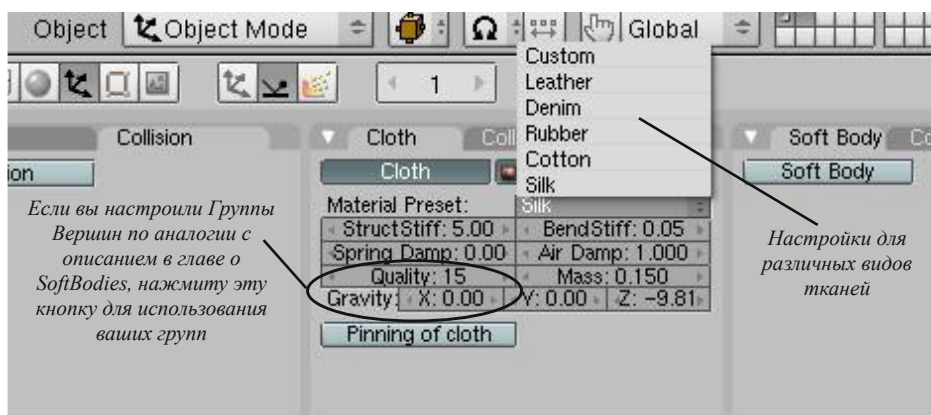 Object Object Mode Global
Custom
Leather
Denim
Rubber
Cotton
Silk
1
Collision
Cloth
Soft Body
ion
Cloth
Soft Body
Material Preset: Silk
StructStiff: 5.00 BendStiff: 0.05
Spring Damp: 0.00 Air Damp: 1.000
Quality: 15 Mass: 0.150
Gravity: X: 0.00 Y: 0.00 Z: -9.81
Pinning of cloth
Если вы настроили Группы
Вершин по аналогии с
описанием в главе о
SoftBodies, нажмиту эту
кнопку для использования
ваших групп
Настройки для
различных видов
тканей